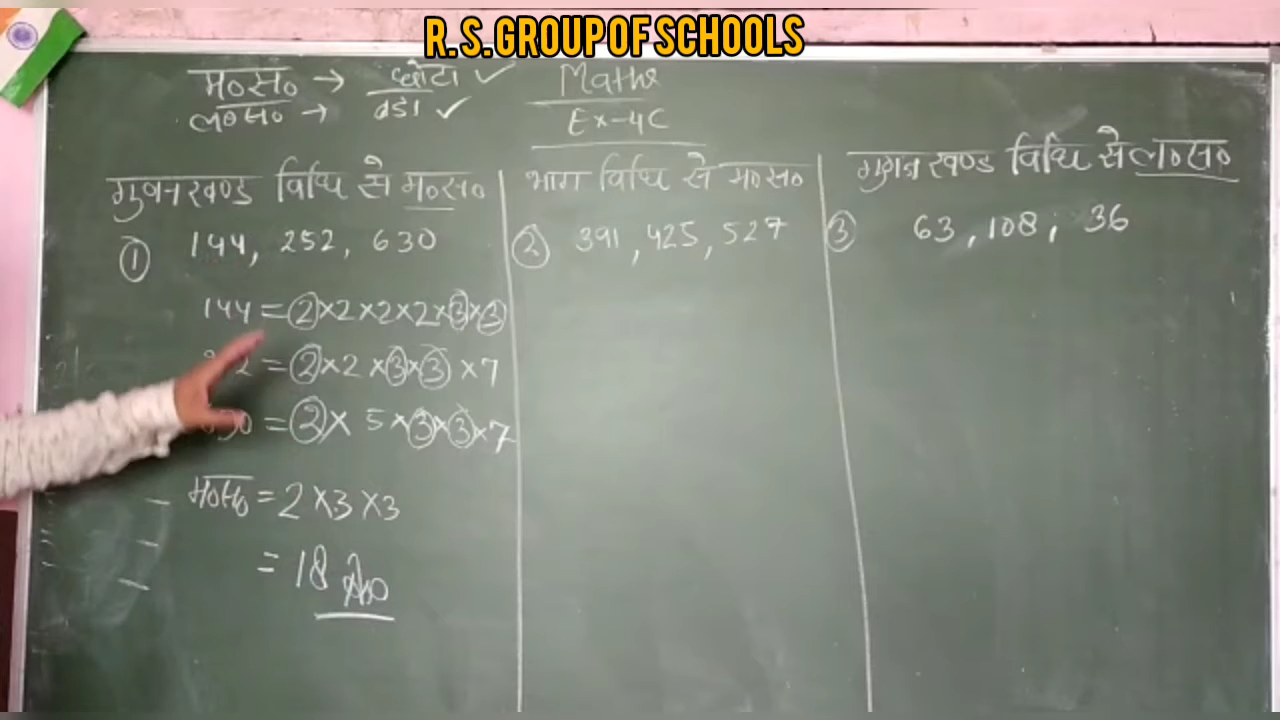 R.S.GROUP OF SCHOOLS
म०स० → छोटा ✓
ल०स० → बडा ✓
Maths
Ex-4C
गुणनखण्ड विधि से म०स०
① 144, 252, 630
144 = 2×2×2×2×3×3
2 = 2×2×3×3×7
30 = 2×5×3×3×7
म०स० = 2×3×3
= 18
भाग विधि से म०स०
② 391, 425, 527
गुणनखण्ड विधि से ल०स०
③ 63, 108, 36